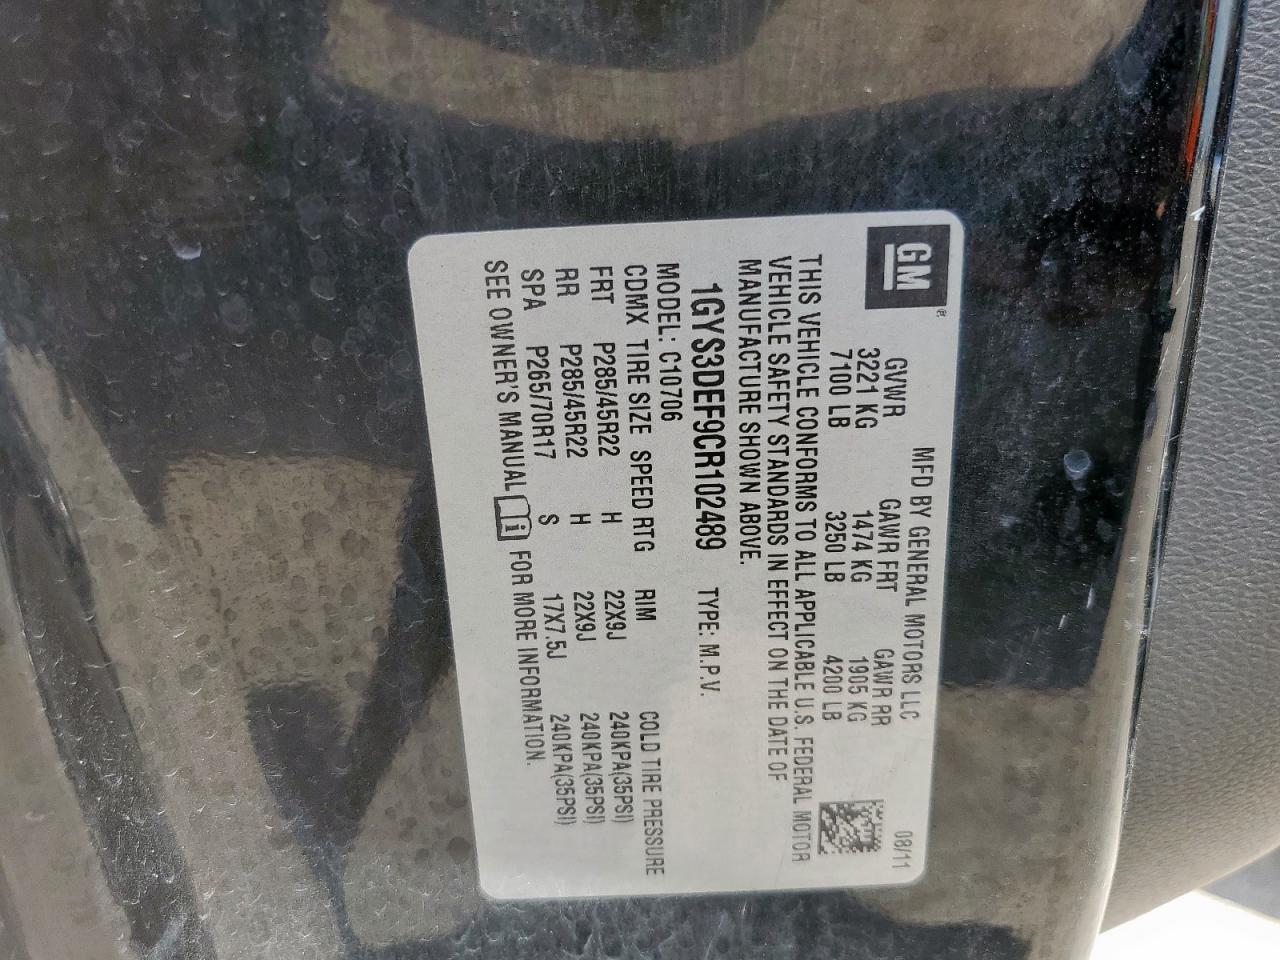 GM®
MFD BY GENERAL MOTORS LLC 08/11
GVWR GAWR FRT GAWR RR
3221 KG 1474 KG 1905 KG
7100 LB 3250 LB 4200 LB
THIS VEHICLE CONFORMS TO ALL APPLICABLE U.S. FEDERAL MOTOR
VEHICLE SAFETY STANDARDS IN EFFECT ON THE DATE OF
MANUFACTURE SHOWN ABOVE.
1GYS3DEF9CR102489 TYPE: M.P.V.
MODEL: C10706
CDMX TIRE SIZE SPEED RTG RIM COLD TIRE PRESSURE
FRT P285/45R22 H 22X9J 240KPA(35PSI)
RR P285/45R22 H 22X9J 240KPA(35PSI)
SPA P265/70R17 S 17X7.5J 240KPA(35PSI)
SEE OWNER'S MANUAL i FOR MORE INFORMATION.